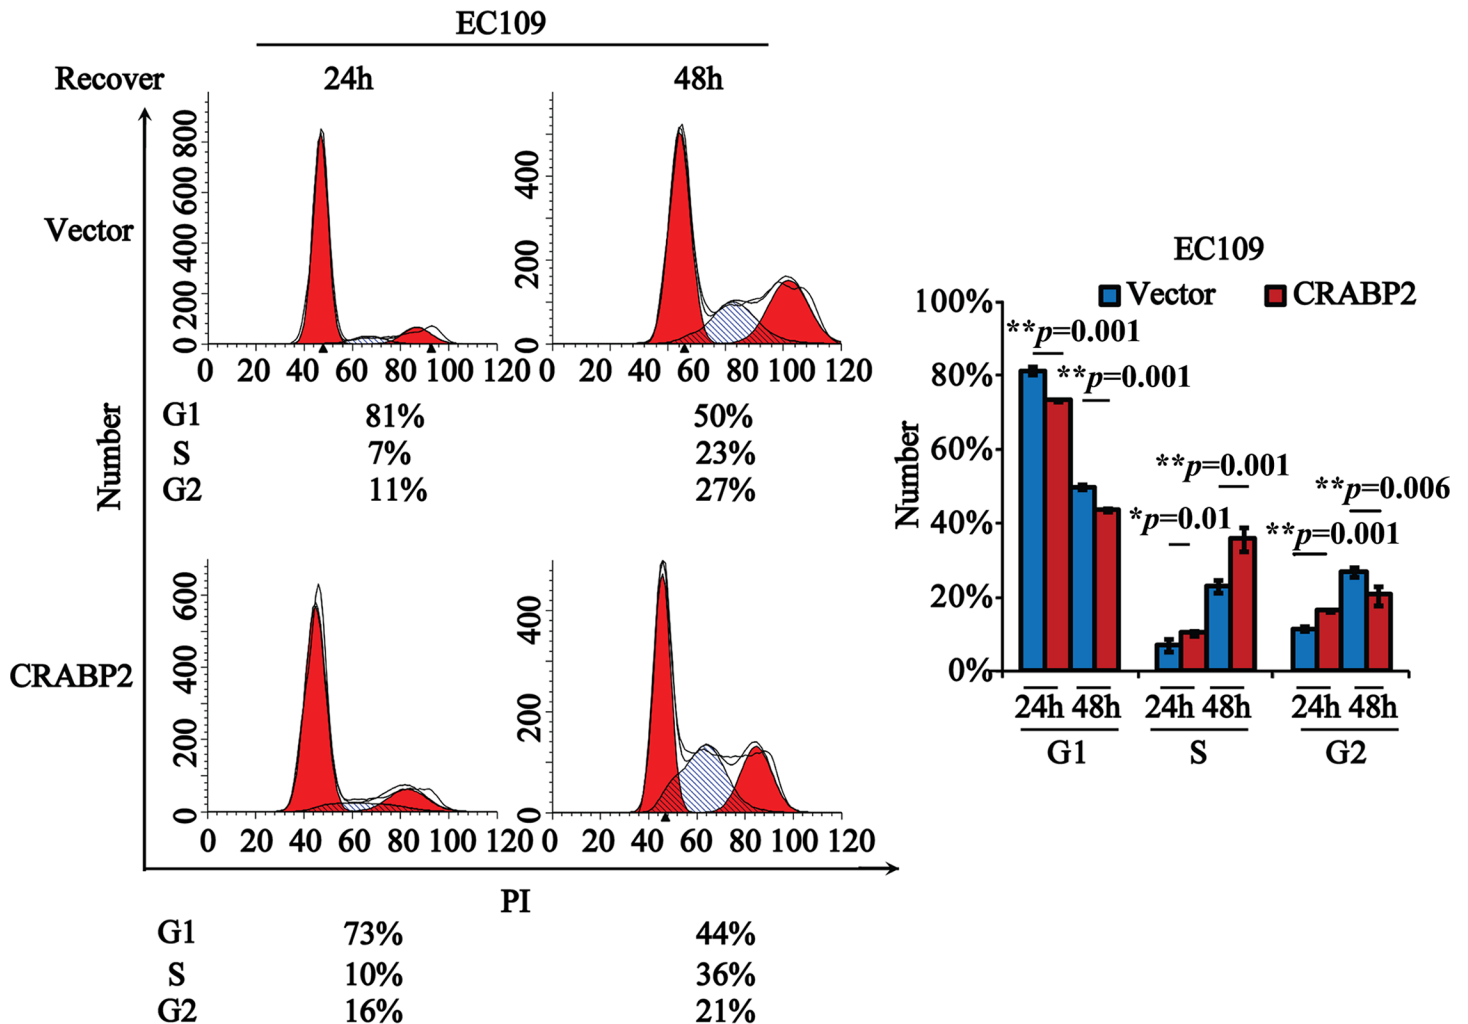 EC109
Recover 24h 48h
Vector
CRABP2
Number
0 200 400 600 800
0 20 40 60 80 100 120
0 200 400
0 20 40 60 80 100 120
G1 81% 50%
S 7% 23%
G2 11% 27%
0 200 400 600
0 20 40 60 80 100 120
0 200 400
0 20 40 60 80 100 120
PI
G1 73% 44%
S 10% 36%
G2 16% 21%
EC109
Vector CRABP2
Number
100%
80%
60%
40%
20%
0%
**p=0.001
**p=0.001
**p=0.001
*p=0.01
**p=0.006
**p=0.001
24h 48h 24h 48h 24h 48h
G1 S G2